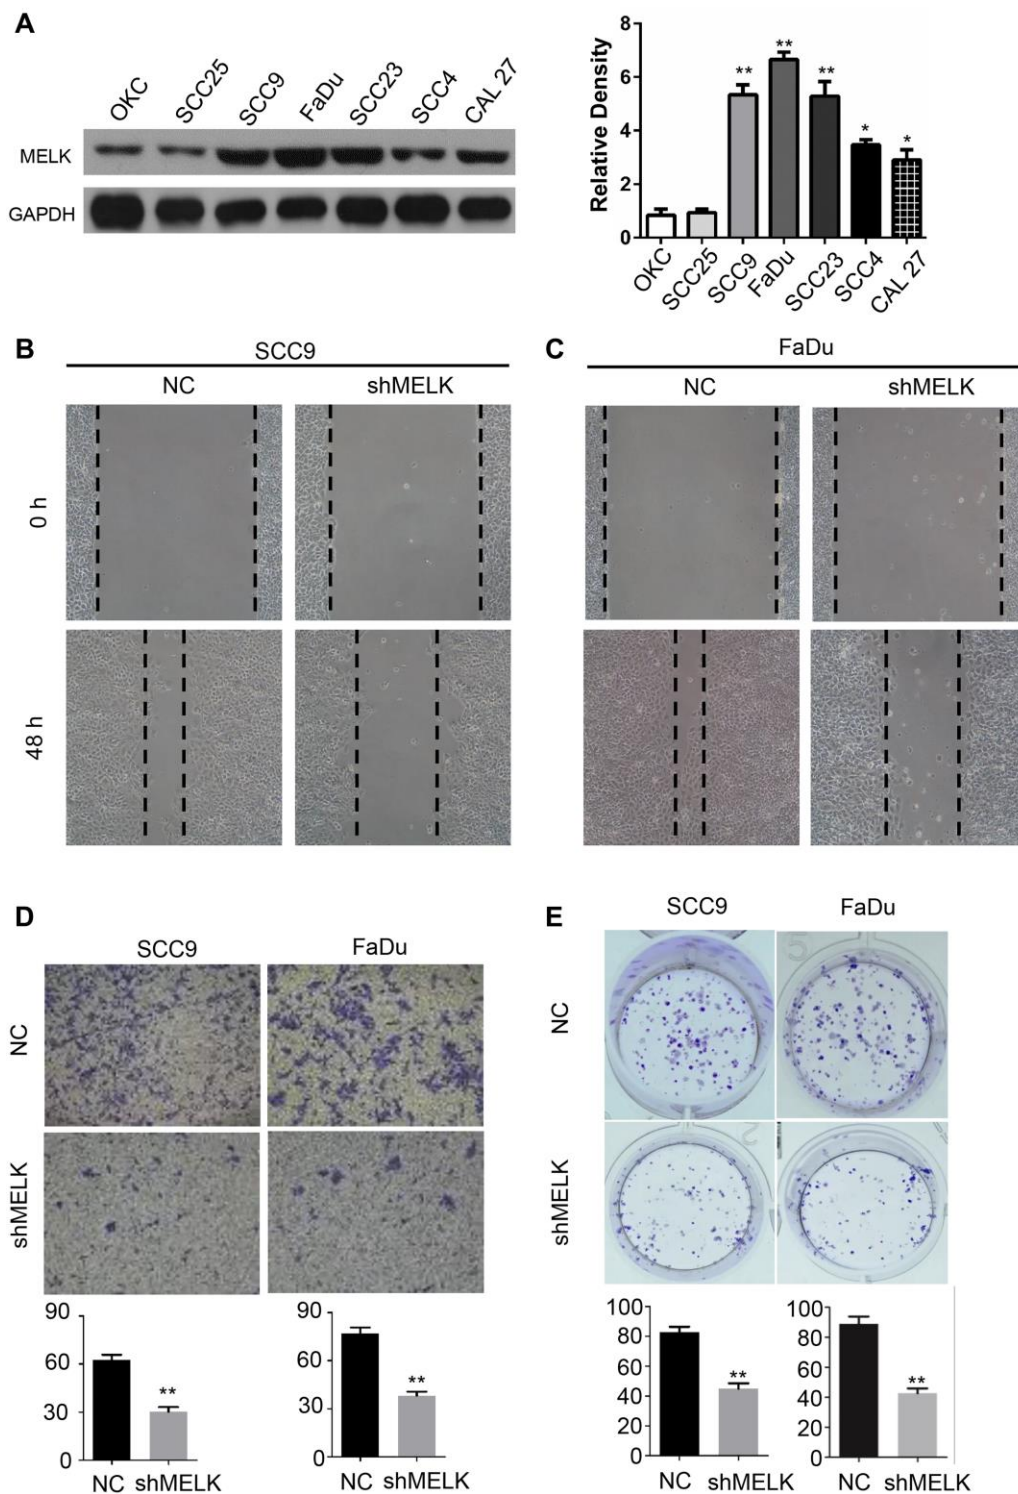 A
OKC
SCC25
SCC9
FaDu
SCC23
SCC4
CAL 27
MELK
GAPDH
Relative Density
8
6
4
2
0
**
**
**
*
*
OKC
SCC25
SCC9
FaDu
SCC23
SCC4
CAL 27
B
SCC9
NC
shMELK
0 h
48 h
C
FaDu
NC
shMELK
D
SCC9
FaDu
NC
shMELK
90
60
30
0
**
NC
shMELK
90
60
30
0
**
NC
shMELK
E
SCC9
FaDu
NC
shMELK
100
80
60
40
20
0
**
NC
shMELK
100
80
60
40
20
0
**
NC
shMELK